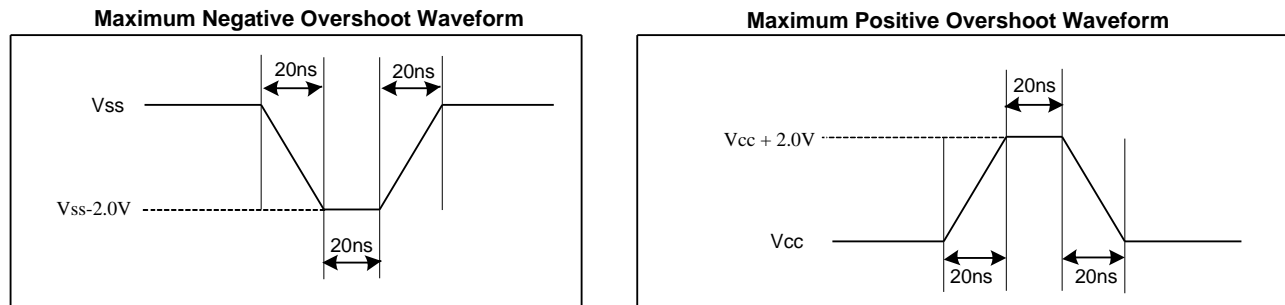 Maximum Negative Overshoot Waveform
20ns
20ns
Vss
Vss-2.0V
20ns
Maximum Positive Overshoot Waveform
20ns
Vcc + 2.0V
Vcc
20ns
20ns